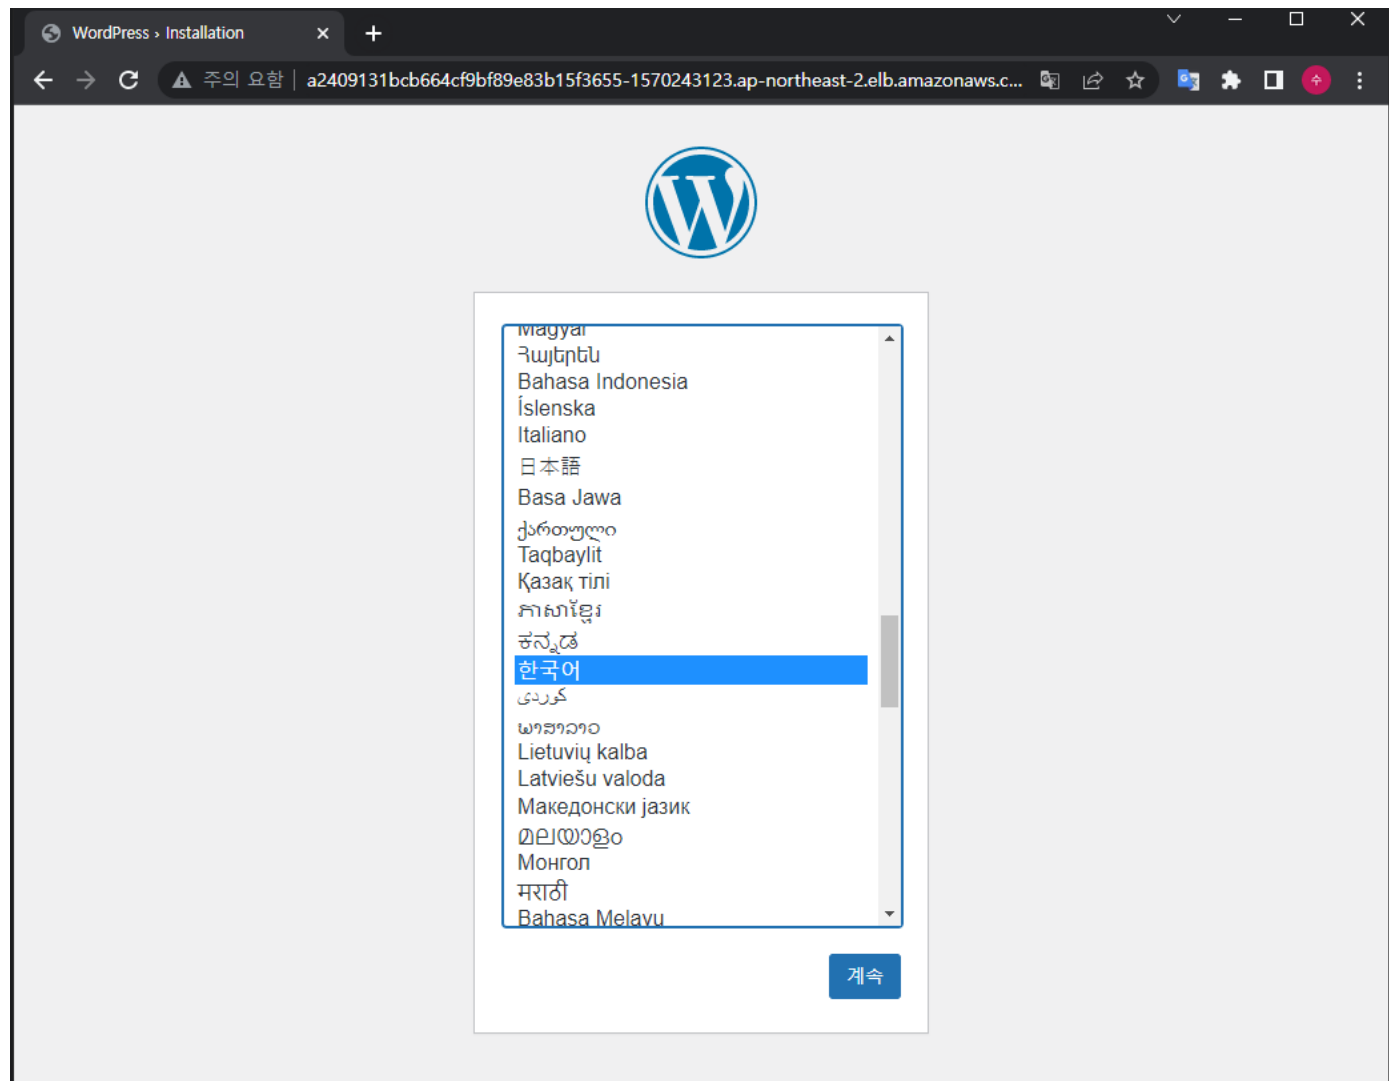 WordPress › Installation
주의 요함 | a2409131bcb664cf9bf89e83b15f3655-1570243123.ap-northeast-2.elb.amazonaws.c...
수
Magyar
Հայերեն
Bahasa Indonesia
Íslenska
Italiano
日本語
Basa Jawa
ქართული
Taqbaylit
Қазақ тілі
ភាសាខ្មែរ
ಕನ್ನಡ
한국어
كوردی
ພາສາລາວ
Lietuvių kalba
Latviešu valoda
Македонски јазик
മലയാളം
Монгол
मराठी
Bahasa Melayu
계속